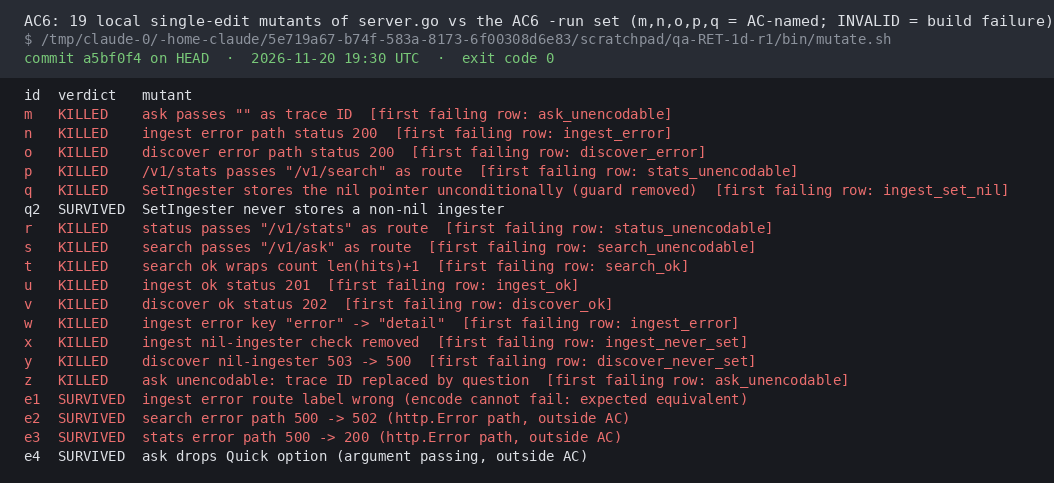 AC6: 19 local single-edit mutants of server.go vs the AC6 -run set (m,n,o,p,q = AC-named; INVALID = build failure)
$ /tmp/claude-0/-home-claude/5e719a67-b74f-583a-8173-6f00308d6e83/scratchpad/qa-RET-1d-r1/bin/mutate.sh
commit a5bf0f4 on HEAD · 2026-11-20 19:30 UTC · exit code 0
id verdict mutant
m KILLED ask passes "" as trace ID [first failing row: ask_unencodable]
n KILLED ingest error path status 200 [first failing row: ingest_error]
o KILLED discover error path status 200 [first failing row: discover_error]
p KILLED /v1/stats passes "/v1/search" as route [first failing row: stats_unencodable]
q KILLED SetIngester stores the nil pointer unconditionally (guard removed) [first failing row: ingest_set_nil]
q2 SURVIVED SetIngester never stores a non-nil ingester
r KILLED status passes "/v1/stats" as route [first failing row: status_unencodable]
s KILLED search passes "/v1/ask" as route [first failing row: search_unencodable]
t KILLED search ok wraps count len(hits)+1 [first failing row: search_ok]
u KILLED ingest ok status 201 [first failing row: ingest_ok]
v KILLED discover ok status 202 [first failing row: discover_ok]
w KILLED ingest error key "error" -> "detail" [first failing row: ingest_error]
x KILLED ingest nil-ingester check removed [first failing row: ingest_never_set]
y KILLED discover nil-ingester 503 -> 500 [first failing row: discover_never_set]
z KILLED ask unencodable: trace ID replaced by question [first failing row: ask_unencodable]
e1 SURVIVED ingest error route label wrong (encode cannot fail: expected equivalent)
e2 SURVIVED search error path 500 -> 502 (http.Error path, outside AC)
e3 SURVIVED stats error path 500 -> 200 (http.Error path, outside AC)
e4 SURVIVED ask drops Quick option (argument passing, outside AC)